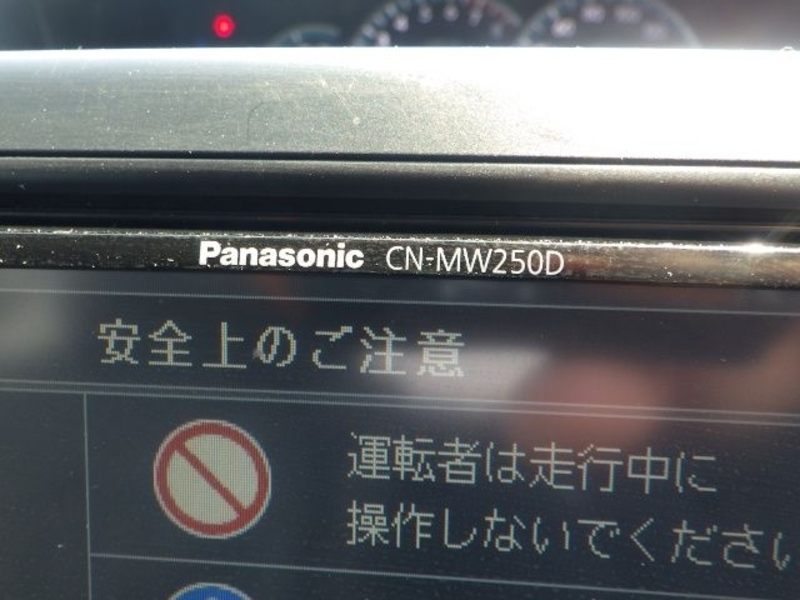 Panasonic CN-MW250D
安全上のご注意
運転者は走行中に
操作しないでください